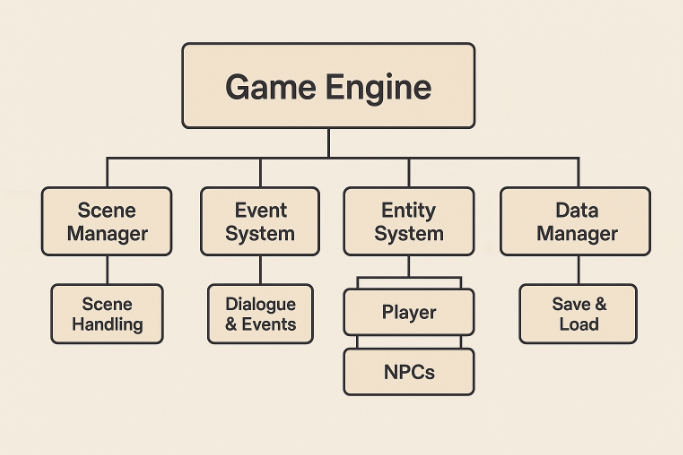 Game Engine
Scene
Manager
Event
System
Entity
System
Data
Manager
Scene
Handling
Dialogue
& Events
Player
NPCs
Save &
Load